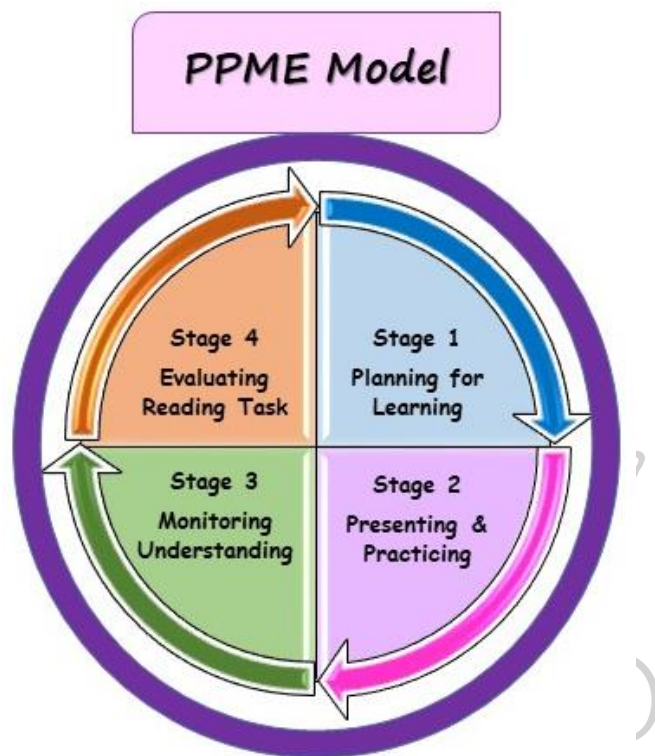 PPME Model
Stage 1
Planning for
Learning
Stage 2
Presenting &
Practicing
Stage 3
Monitoring
Understanding
Stage 4
Evaluating
Reading Task